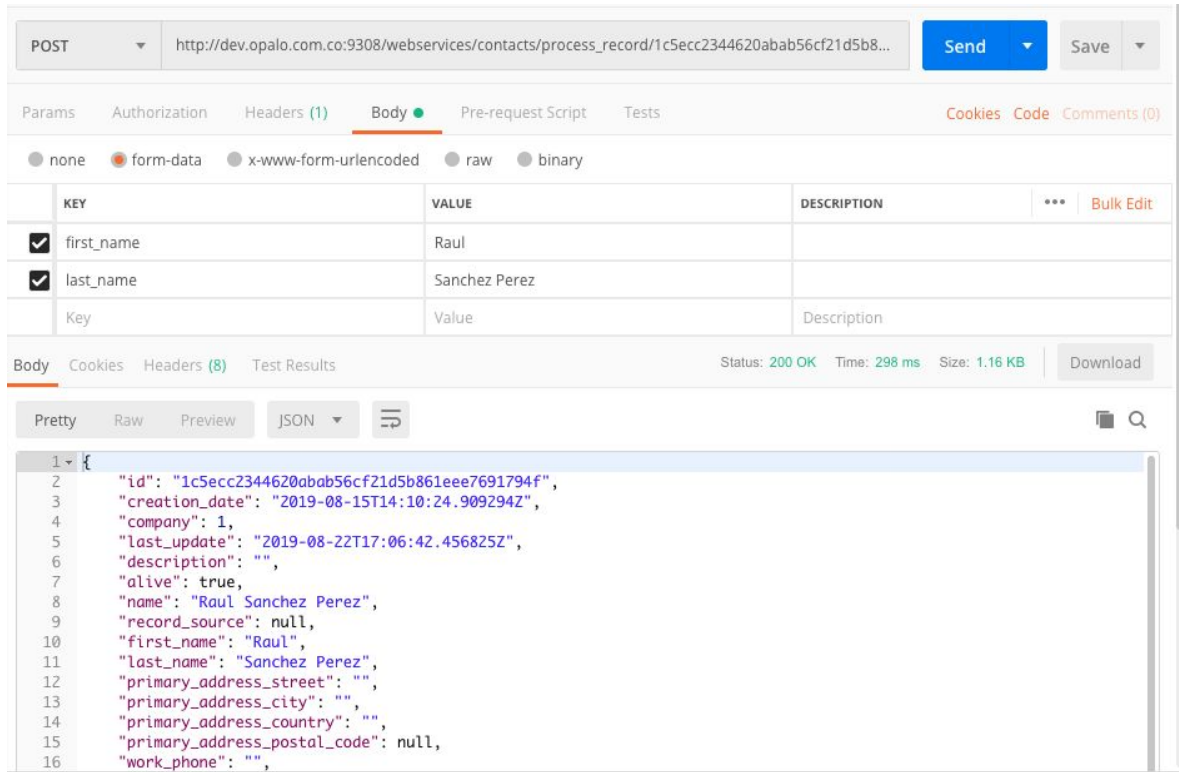 POST http://dev.opalo.com.co:9308/webservices/contacts/process_record/1c5ecc2344620abab56cf21d5b8... Send Save
Params Authorization Headers (1) Body Pre-request Script Tests Cookies Code Comments (0)
none form-data x-www-form-urlencoded raw binary
KEY VALUE DESCRIPTION ••• Bulk Edit
first_name Raul
last_name Sanchez Perez
Key Value Description
Body Cookies Headers (8) Test Results Status: 200 OK Time: 298 ms Size: 1.16 KB Download
Pretty Raw Preview JSON
1 {
2 "id": "1c5ecc2344620abab56cf21d5b861eee7691794f",
3 "creation_date": "2019-08-15T14:10:24.909294Z",
4 "company": 1,
5 "last_update": "2019-08-22T17:06:42.456825Z",
6 "description": "",
7 "alive": true,
8 "name": "Raul Sanchez Perez",
9 "record_source": null,
10 "first_name": "Raul",
11 "last_name": "Sanchez Perez",
12 "primary_address_street": "",
13 "primary_address_city": "",
14 "primary_address_country": "",
15 "primary_address_postal_code": null,
16 "work_phone": "",